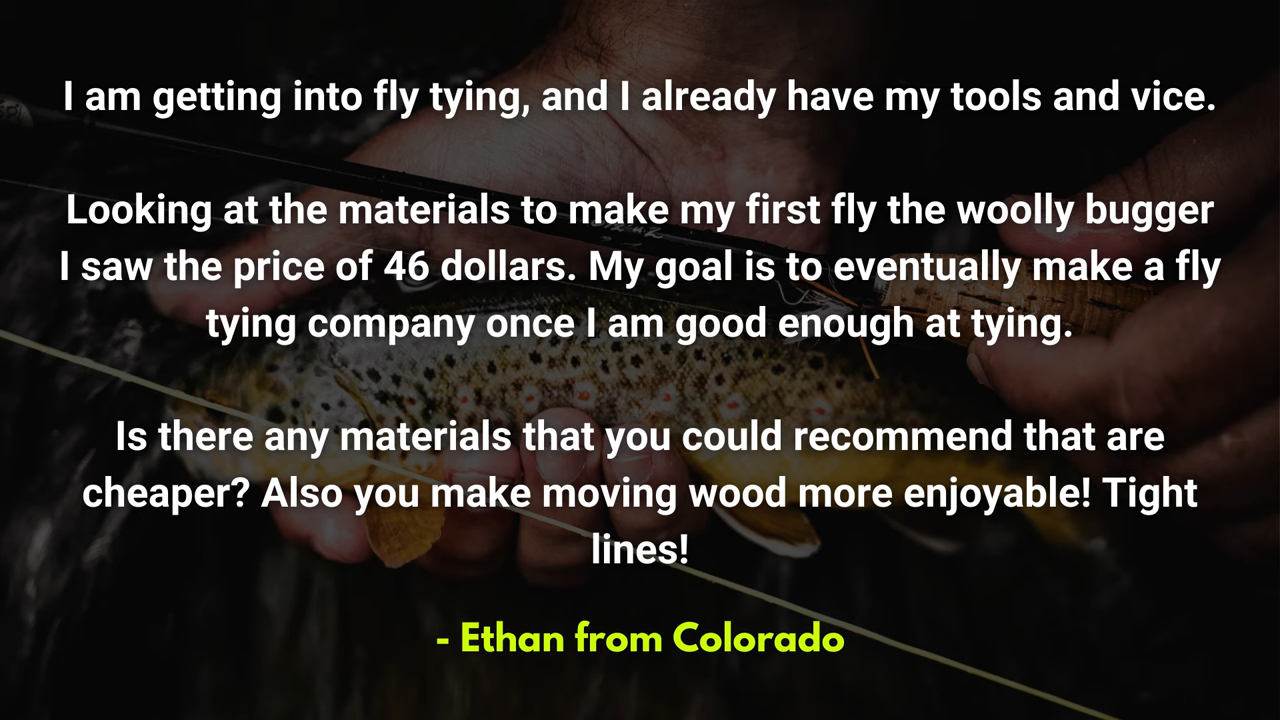 I am getting into fly tying, and I already have my tools and vice.
Looking at the materials to make my first fly the woolly bugger
I saw the price of 46 dollars. My goal is to eventually make a fly
tying company once I am good enough at tying.
Is there any materials that you could recommend that are
cheaper? Also you make moving wood more enjoyable! Tight
lines!
- Ethan from Colorado